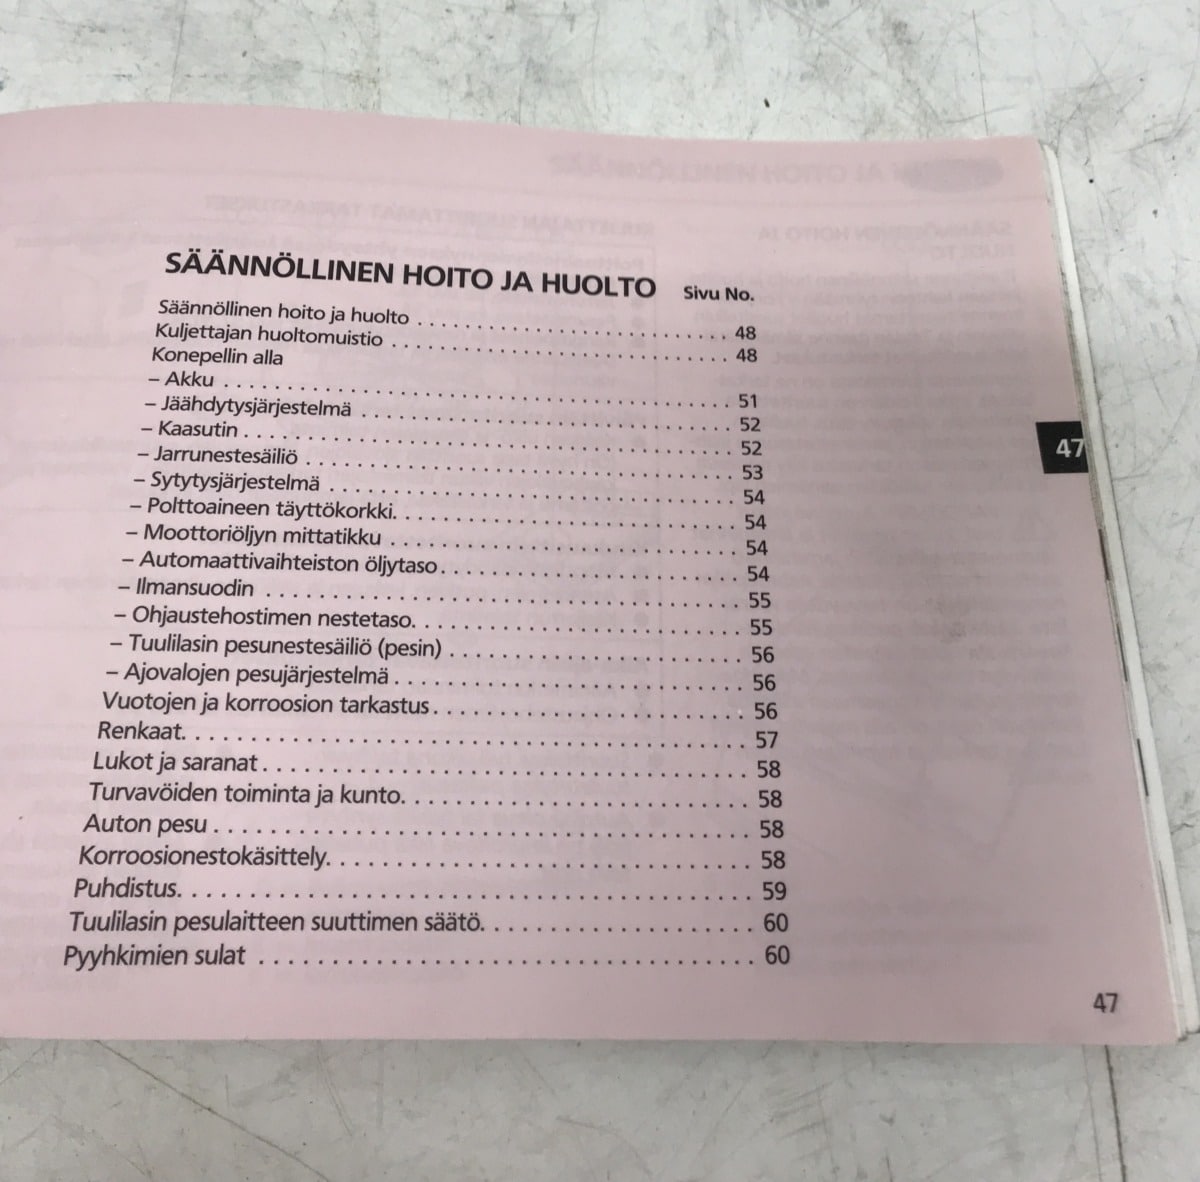 SÄÄNNÖLLINEN HOITO JA HUOLTO Sivu No.
Säännöllinen hoito ja huolto . . . . . . . . . . . . . . . . . . . . . . . . . . . 48
Kuljettajan huoltomuistio . . . . . . . . . . . . . . . . . . . . . . . . . . . . . 48
Konepellin alla
– Akku . . . . . . . . . . . . . . . . . . . . . . . . . . . . . . . . . . . . . . . . 51
– Jäähdytysjärjestelmä . . . . . . . . . . . . . . . . . . . . . . . . . . . . . 52
– Kaasutin . . . . . . . . . . . . . . . . . . . . . . . . . . . . . . . . . . . . . 52
– Jarrunestesäiliö . . . . . . . . . . . . . . . . . . . . . . . . . . . . . . . . 53
– Sytytysjärjestelmä . . . . . . . . . . . . . . . . . . . . . . . . . . . . . . 54
– Polttoaineen täyttökorkki. . . . . . . . . . . . . . . . . . . . . . . . . . 54
– Moottoriöljyn mittatikku . . . . . . . . . . . . . . . . . . . . . . . . . . 54
– Automaattivaihteiston öljytaso. . . . . . . . . . . . . . . . . . . . . . 54
– Ilmansuodin . . . . . . . . . . . . . . . . . . . . . . . . . . . . . . . . . . . 55
– Ohjaustehostimen nestetaso. . . . . . . . . . . . . . . . . . . . . . . . 55
– Tuulilasin pesunestesäiliö (pesin) . . . . . . . . . . . . . . . . . . . . . 56
– Ajovalojen pesujärjestelmä . . . . . . . . . . . . . . . . . . . . . . . . . 56
Vuotojen ja korroosion tarkastus. . . . . . . . . . . . . . . . . . . . . . 56
Renkaat. . . . . . . . . . . . . . . . . . . . . . . . . . . . . . . . . . . . . . . 57
Lukot ja saranat . . . . . . . . . . . . . . . . . . . . . . . . . . . . . . . . . 58
Turvavöiden toiminta ja kunto. . . . . . . . . . . . . . . . . . . . . . . . 58
Auton pesu . . . . . . . . . . . . . . . . . . . . . . . . . . . . . . . . . . . . 58
Korroosionestokäsittely. . . . . . . . . . . . . . . . . . . . . . . . . . . . 58
Puhdistus. . . . . . . . . . . . . . . . . . . . . . . . . . . . . . . . . . . . . . 59
Tuulilasin pesulaitteen suuttimen säätö. . . . . . . . . . . . . . . . . . 60
Pyyhkimien sulat . . . . . . . . . . . . . . . . . . . . . . . . . . . . . . . . . 60
47
47